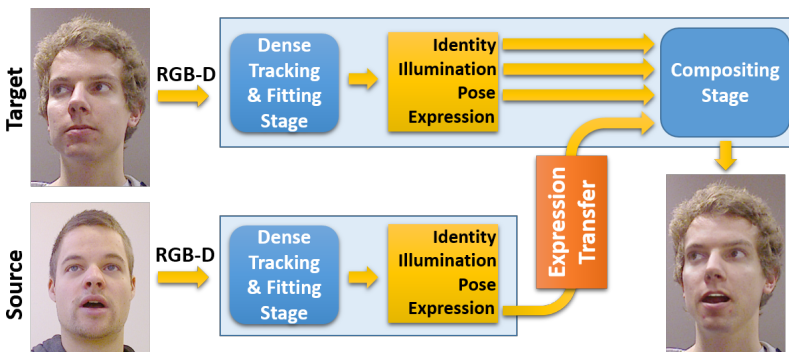 Target
RGB-D
Dense
Tracking
& Fitting
Stage
Identity
Illumination
Pose
Expression
Compositing
Stage
Expression
Transfer
Source
RGB-D
Dense
Tracking
& Fitting
Stage
Identity
Illumination
Pose
Expression